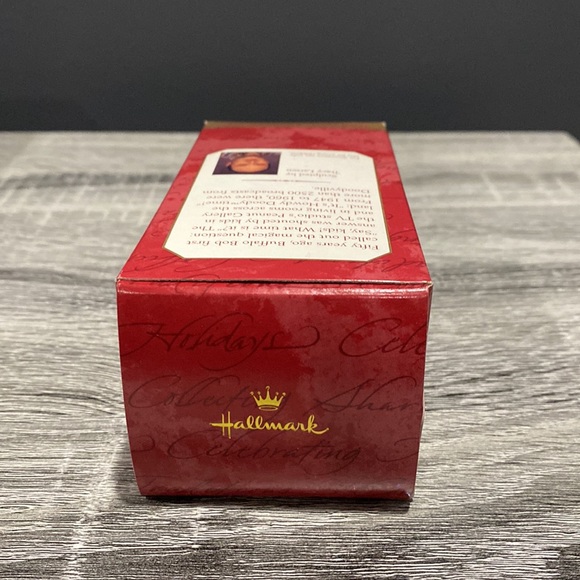 Fifty years ago, Buffalo Bob first
called out the magical question
"Say, kids! What time is it?" The
answer was shouted by kids in
the TV studio's Peanut Gallery
and in living rooms across the
land: "It's Howdy Doody time!"
From 1947 to 1960, there were
more than 2500 broadcasts from
Doodyville.
Sculpted by
Holidays Cele
Collecti Shar
Hallmark
Celebrating